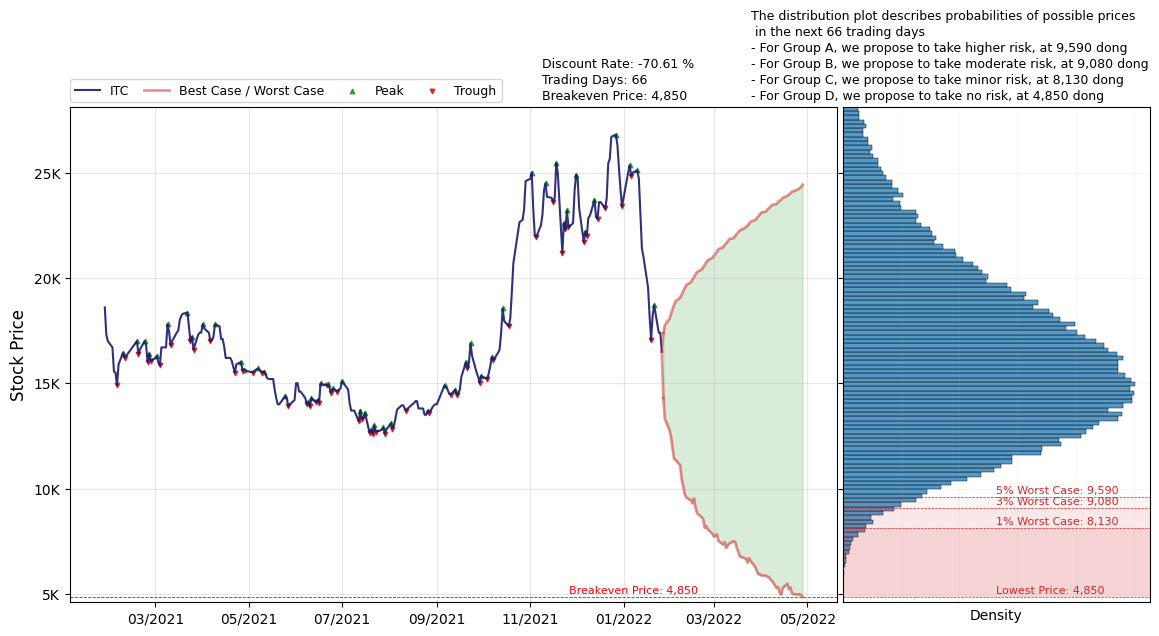 The distribution plot describes probabilities of possible prices
in the next 66 trading days
- For Group A, we propose to take higher risk, at 9,590 dong
- For Group B, we propose to take moderate risk, at 9,080 dong
- For Group C, we propose to take minor risk, at 8,130 dong
- For Group D, we propose to take no risk, at 4,850 dong
Discount Rate: -70.61 %
Trading Days: 66
Breakeven Price: 4,850
ITC
Best Case / Worst Case
Peak
Trough
Stock Price
25K
20K
15K
10K
5K
Breakeven Price: 4,850
03/2021
05/2021
07/2021
09/2021
11/2021
01/2022
03/2022
05/2022
5% Worst Case: 9,590
3% Worst Case: 9,080
1% Worst Case: 8,130
Lowest Price: 4,850
Density